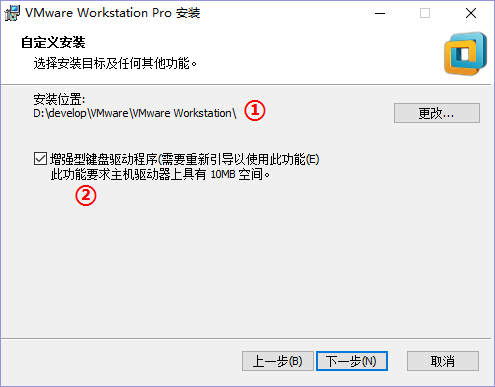 VMware Workstation Pro 安装
自定义安装
选择安装目标及任何其他功能。
安装位置:
D:\develop\VMware\VMware Workstation\ ①
更改...
增强型键盘驱动程序(需要重新引导以使用此功能(E)
此功能要求主机驱动器上具有 10MB 空间。
②
上一步(B) 下一步(N) 取消